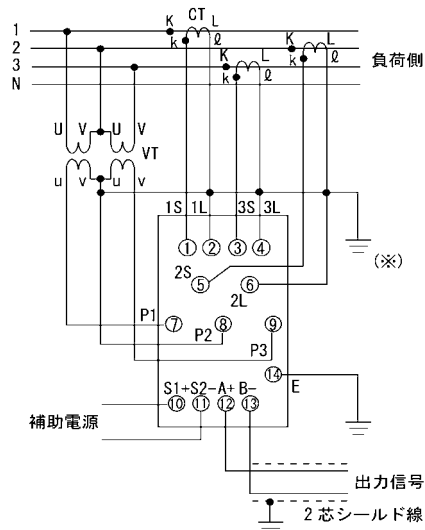 CT
1 K L
2 k ℓ K L
3 K L k ℓ 負荷側
N k ℓ
U V U V
VT
u v u v
1S 1L 3S 3L
① ② ③ ④
(※)
2S ⑤ ⑥
2L
P1 ⑦ P2 ⑧ ⑨
P3
⑭ E
S1+ S2- A+ B-
⑩ ⑪ ⑫ ⑬
補助電源
出力信号
2芯シールド線